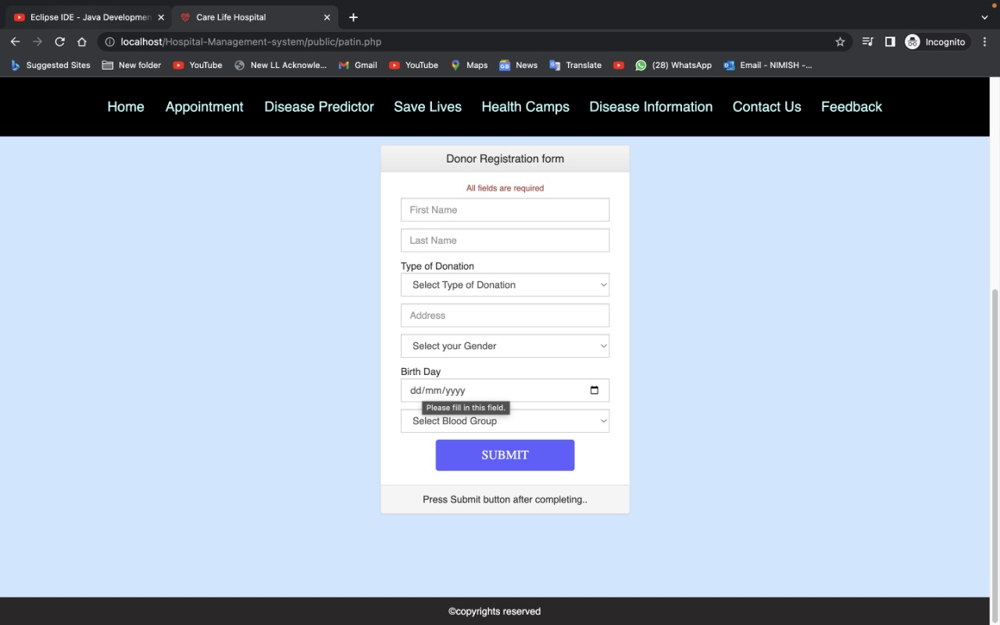 Eclipse IDE - Java Developmen
Care Life Hospital
localhost/Hospital-Management-system/public/patin.php
Incognito
Suggested Sites New folder YouTube New LL Acknowle... Gmail YouTube Maps News Translate (28) WhatsApp Email - NIMISH -...
Home Appointment Disease Predictor Save Lives Health Camps Disease Information Contact Us Feedback
Donor Registration form
All fields are required
First Name
Last Name
Type of Donation
Select Type of Donation
Address
Select your Gender
Birth Day
dd/mm/yyyy
Please fill in this field.
Select Blood Group
SUBMIT
Press Submit button after completing..
©copyrights reserved